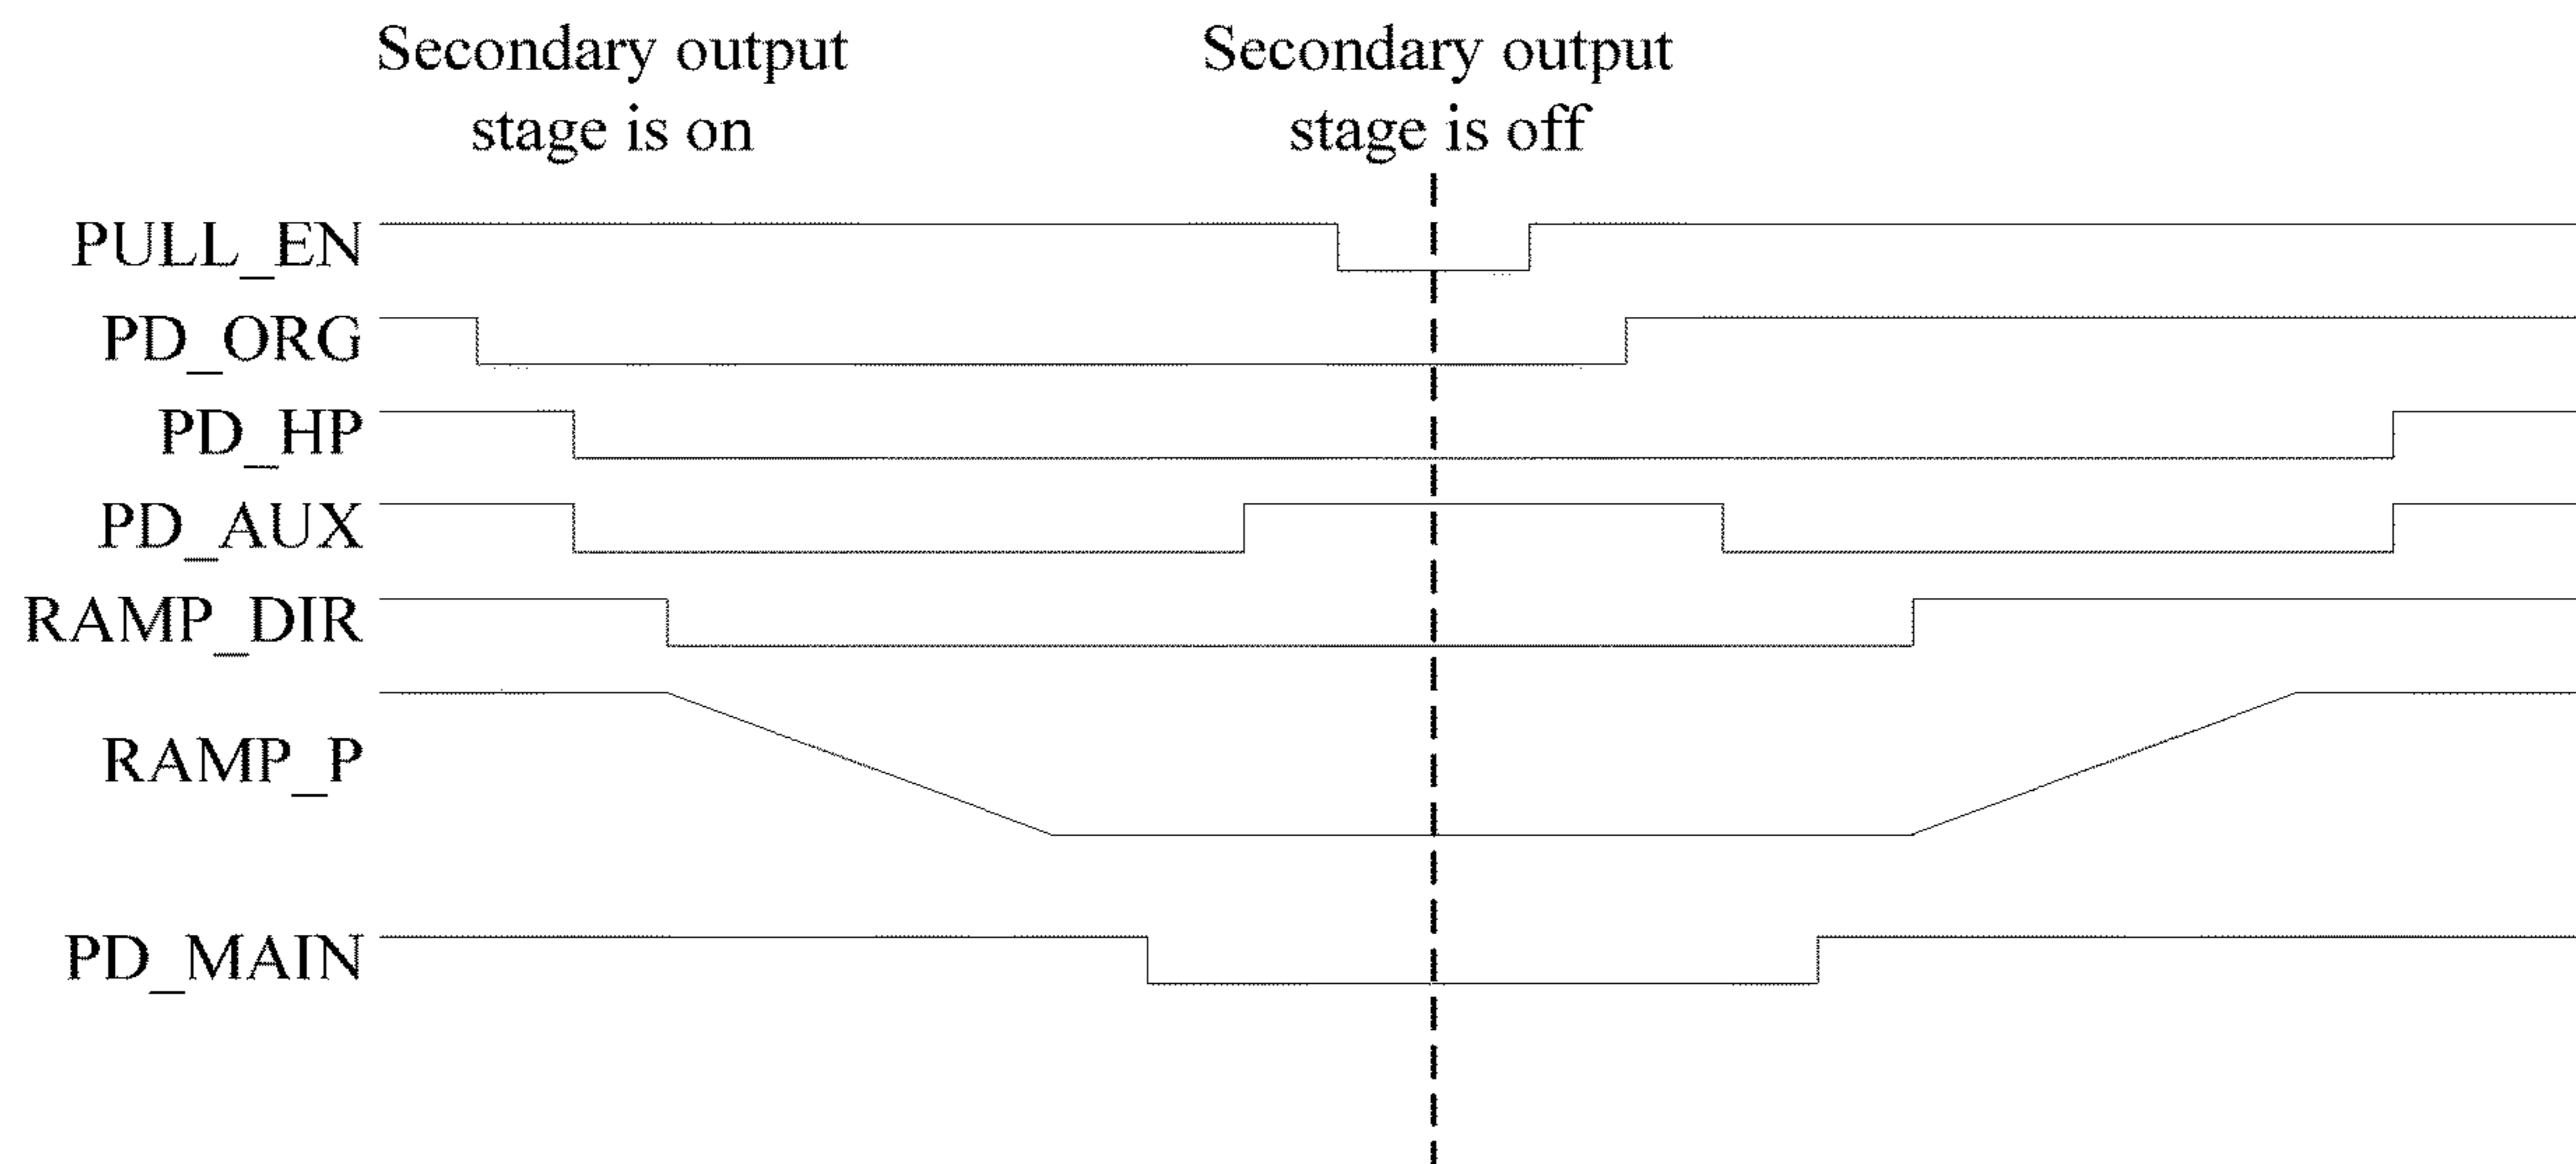 Secondary output
stage is on
Secondary output
stage is off
PULL_EN
PD_ORG
PD_HP
PD_AUX
RAMP_DIR
RAMP_P
PD_MAIN